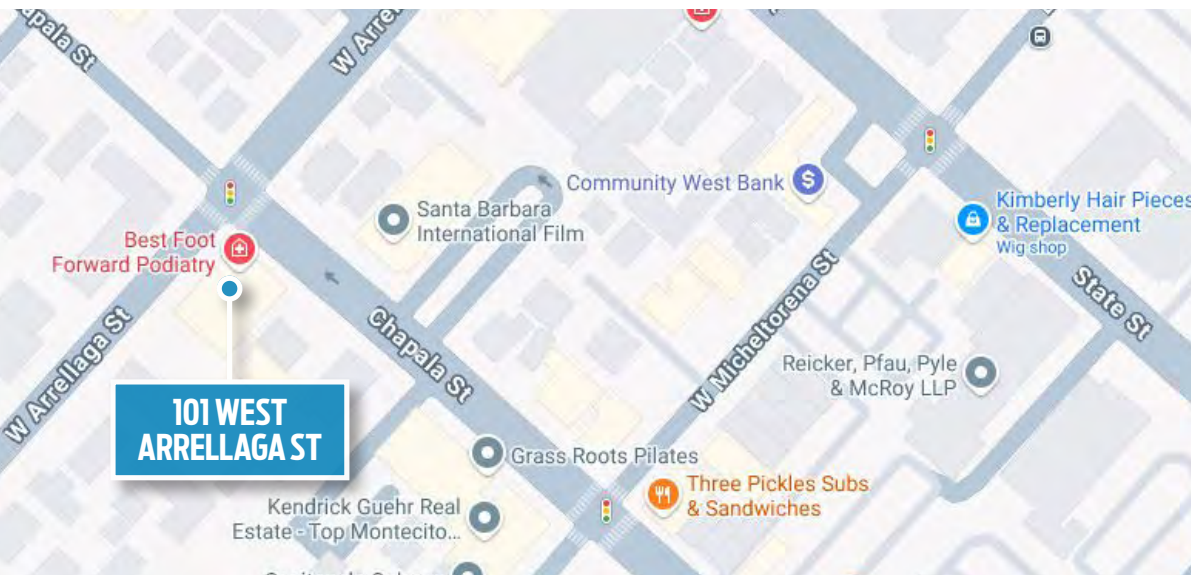 Chapala St
W Arre
Community West Bank
Santa Barbara
International Film
Kimberly Hair Pieces
& Replacement
Wig shop
Best Foot
Forward Podiatry
State St
Chapala St
W Micheltorena St
W Arrellaga St
Reicker, Pfau, Pyle
& McRoy LLP
101 WEST
ARRELLAGA ST
Grass Roots Pilates
Three Pickles Subs
& Sandwiches
Kendrick Guehr Real
Estate - Top Montecito...